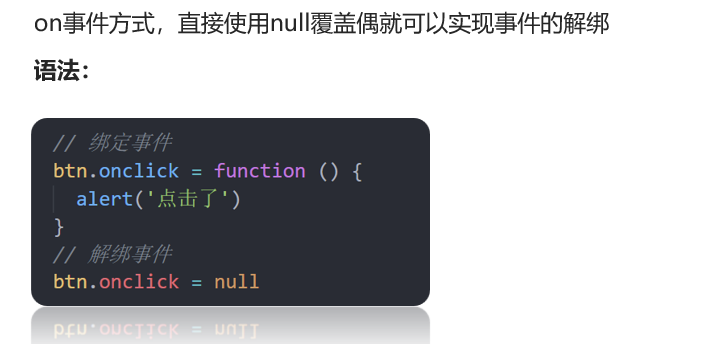 on事件方式，直接使用null覆盖偶就可以实现事件的解绑
语法：
// 绑定事件
btn.onclick = function () {
  alert('点击了')
}
// 解绑事件
btn.onclick = null